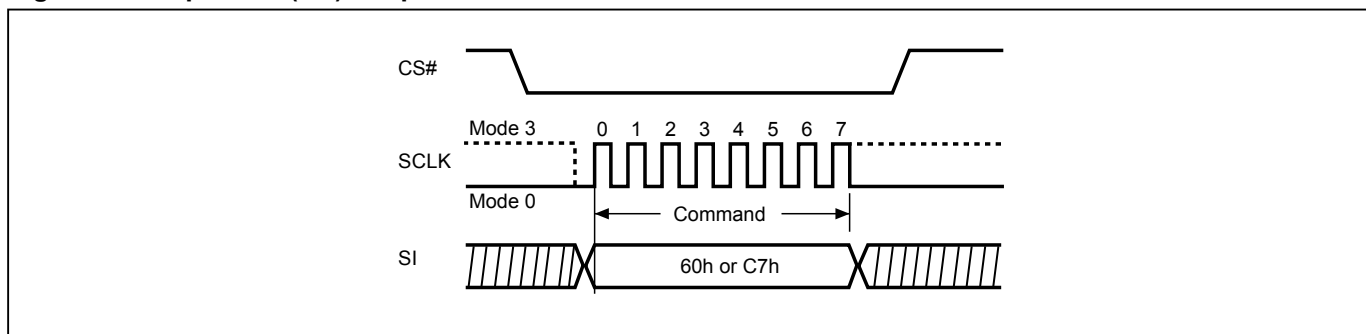 CS#
Mode 3
0 1 2 3 4 5 6 7
SCLK
Mode 0
Command
SI
60h or C7h